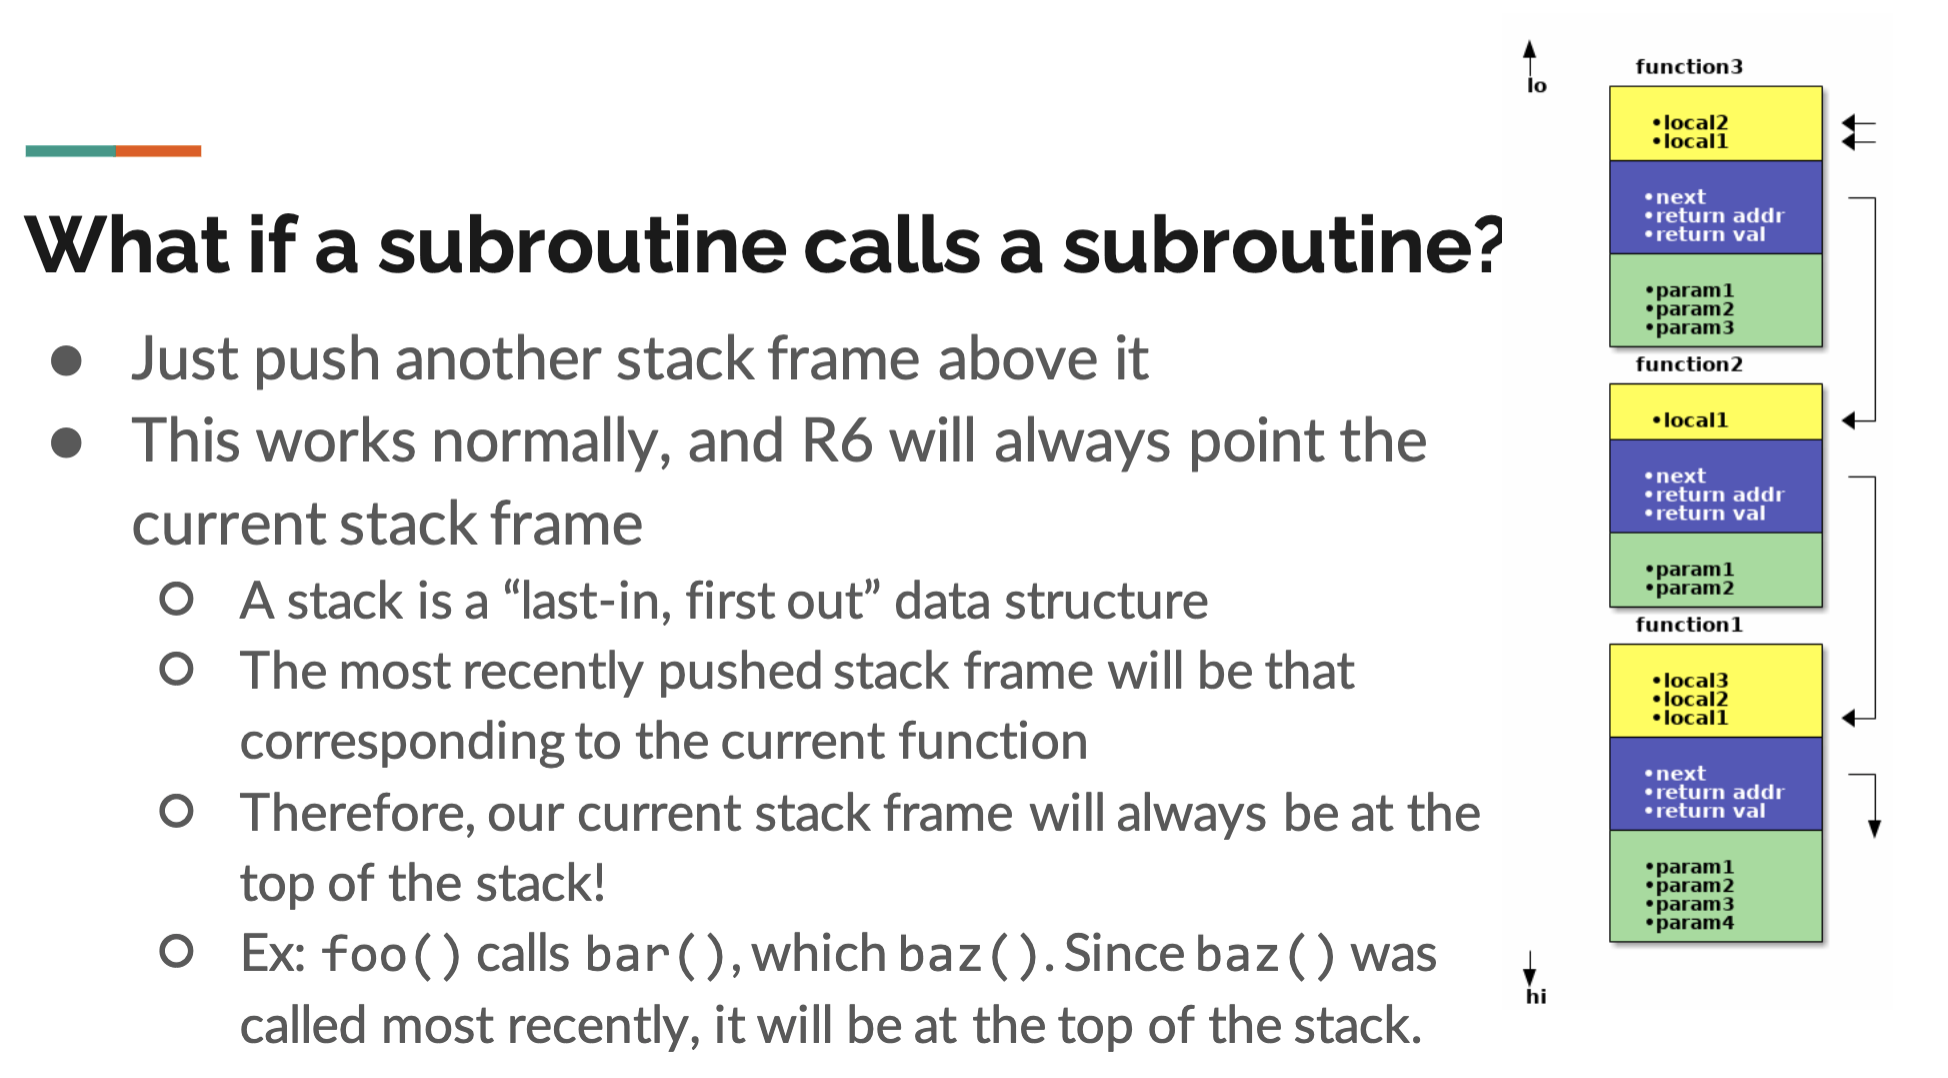 What if a subroutine calls a subroutine?
● Just push another stack frame above it
● This works normally, and R6 will always point the
current stack frame
○ A stack is a “last-in, first out” data structure
○ The most recently pushed stack frame will be that
corresponding to the current function
○ Therefore, our current stack frame will always be at the
top of the stack!
○ Ex: foo() calls bar(), which baz(). Since baz() was
called most recently, it will be at the top of the stack.
lo
function3
•local2
•local1
•next
•return addr
•return val
•param1
•param2
•param3
function2
•local1
•next
•return addr
•return val
•param1
•param2
function1
•local3
•local2
•local1
•next
•return addr
•return val
•param1
•param2
•param3
•param4
hi